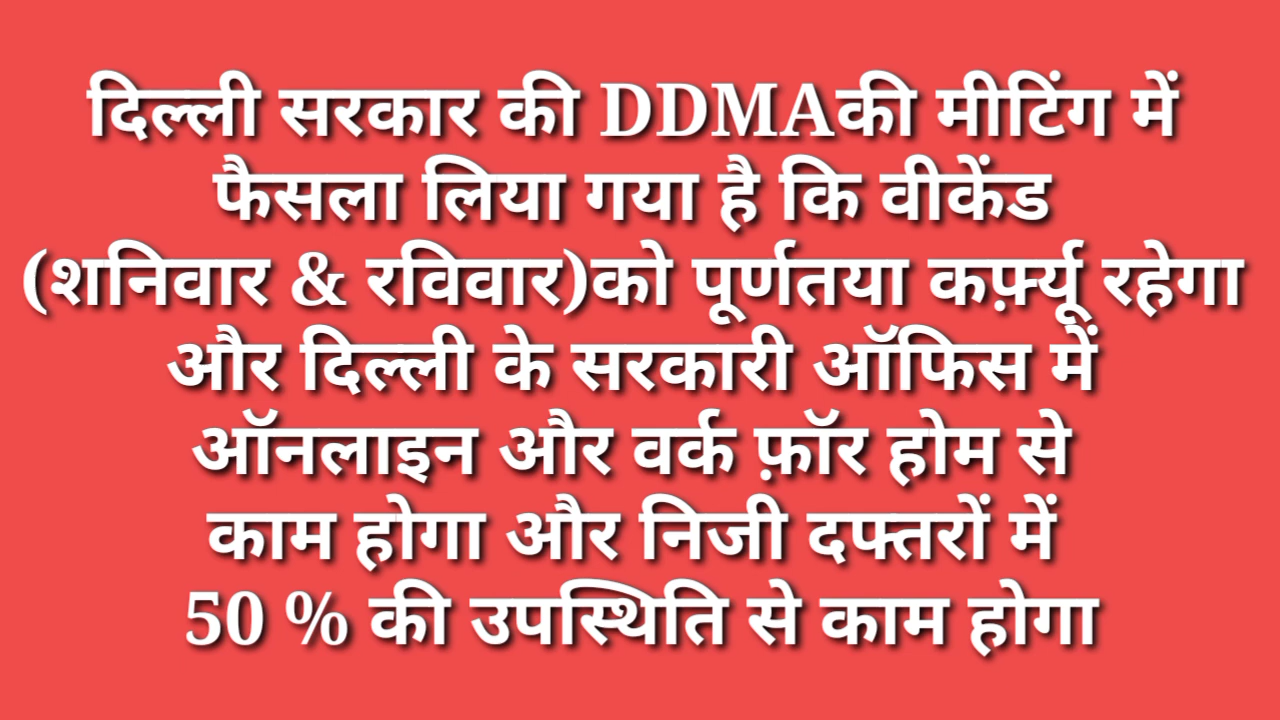 दिल्ली सरकार की DDMAकी मीटिंग में
फैसला लिया गया है कि वीकेंड
(शनिवार & रविवार)को पूर्णतया कर्फ़्यू रहेगा
और दिल्ली के सरकारी ऑफिस में
ऑनलाइन और वर्क फ़ॉर होम से
काम होगा और निजी दफ्तरों में
50 % की उपस्थिति से काम होगा